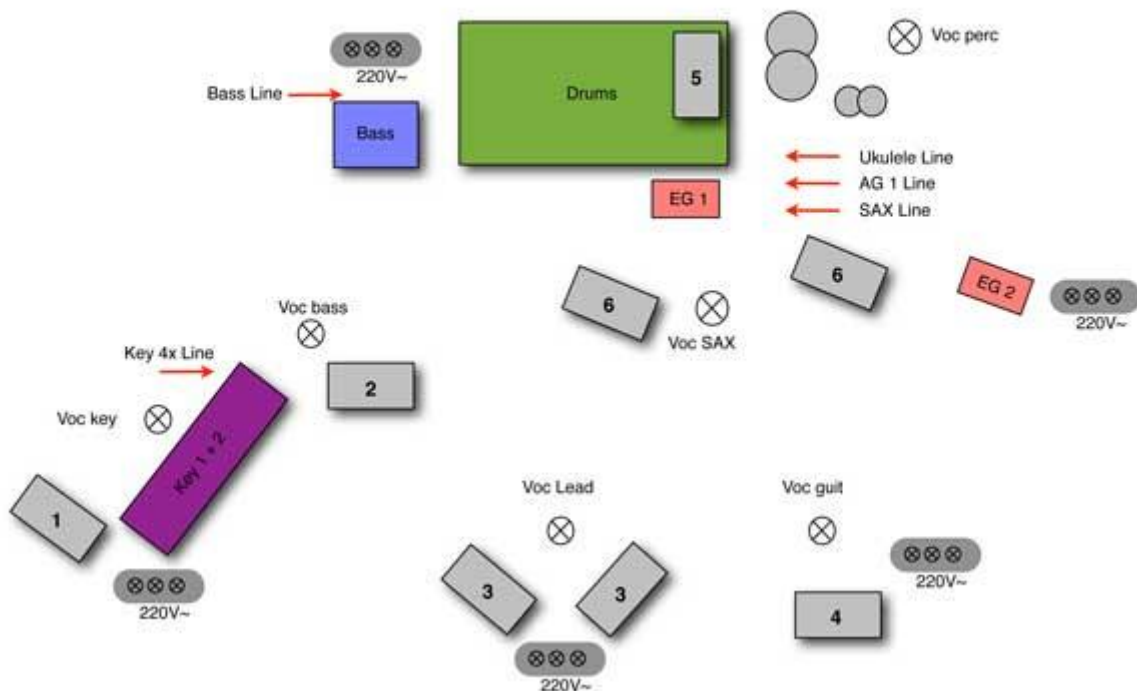 Voc perc
220V~
5
Bass Line
Drums
Bass
Ukulele Line
AG 1 Line
EG 1
SAX Line
6
6
EG 2
Voc bass
220V~
Voc SAX
Key 4x Line
2
Voc key
Key 1 + 2
Voc Lead
Voc guit
1
220V~
3
3
4
220V~
220V~